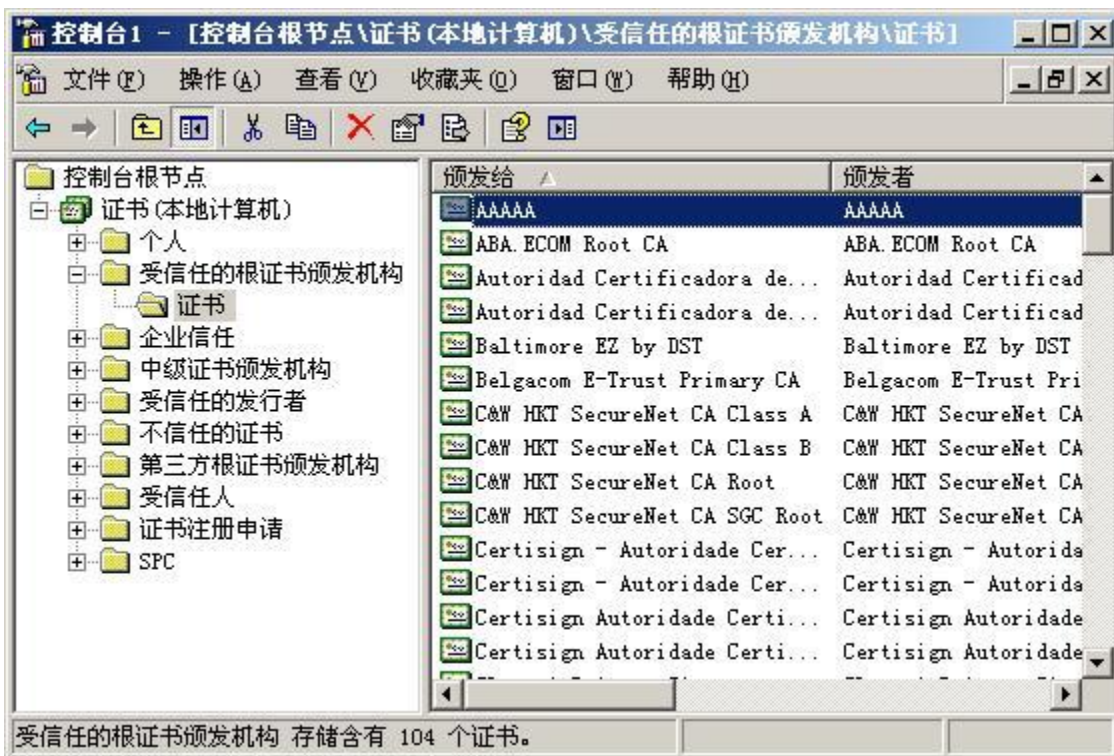 控制台1 - [控制台根节点\证书(本地计算机)\受信任的根证书颁发机构\证书]
文件(F) 操作(A) 查看(V) 收藏夹(O) 窗口(W) 帮助(H)
控制台根节点
证书(本地计算机)
个人
受信任的根证书颁发机构
证书
企业信任
中级证书颁发机构
受信任的发行者
不信任的证书
第三方根证书颁发机构
受信任人
证书注册申请
SPC
颁发给 颁发者
AAAAA AAAAA
ABA.ECOM Root CA ABA.ECOM Root CA
Autoridad Certificadora de... Autoridad Certificad
Autoridad Certificadora de... Autoridad Certificad
Baltimore EZ by DST Baltimore EZ by DST
Belgacom E-Trust Primary CA Belgacom E-Trust Pri
C&W HKT SecureNet CA Class A C&W HKT SecureNet CA
C&W HKT SecureNet CA Class B C&W HKT SecureNet CA
C&W HKT SecureNet CA Root C&W HKT SecureNet CA
C&W HKT SecureNet CA SGC Root C&W HKT SecureNet CA
Certisign - Autoridade Cer... Certisign - Autorida
Certisign - Autoridade Cer... Certisign - Autorida
Certisign Autoridade Certi... Certisign Autoridade
Certisign Autoridade Certi... Certisign Autoridade
受信任的根证书颁发机构 存储含有 104 个证书。